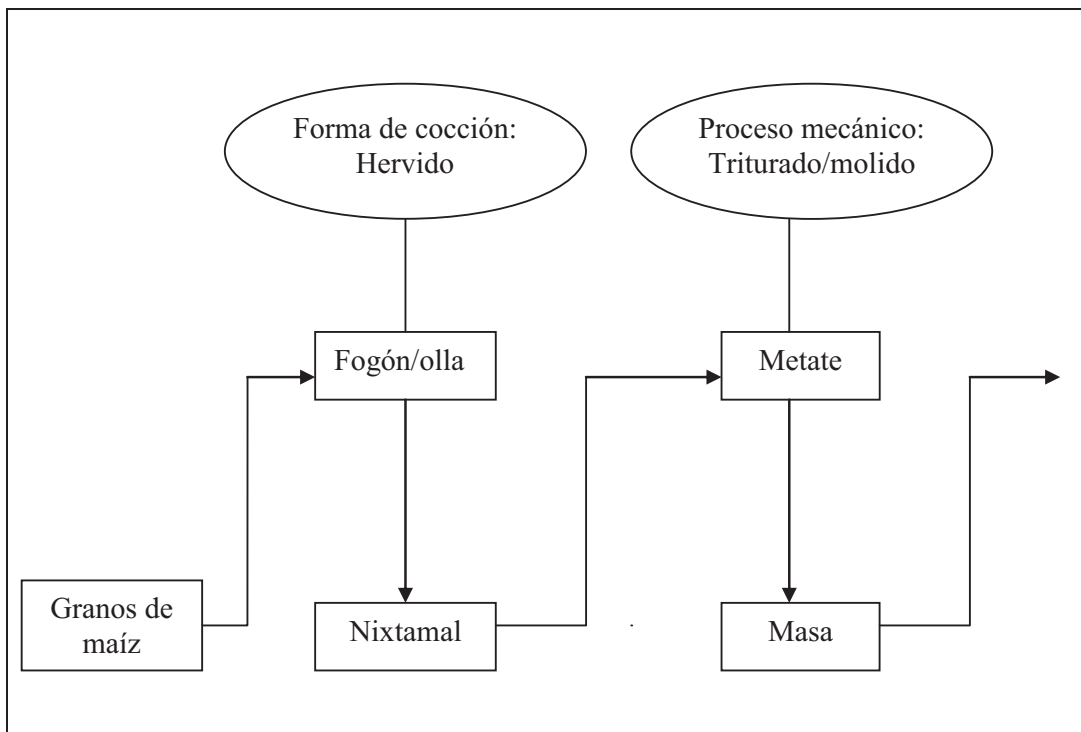 Forma de cocción:
Hervido
Proceso mecánico:
Triturado/molido
Fogón/olla
Metate
Granos de
maíz
Nixtamal
Masa